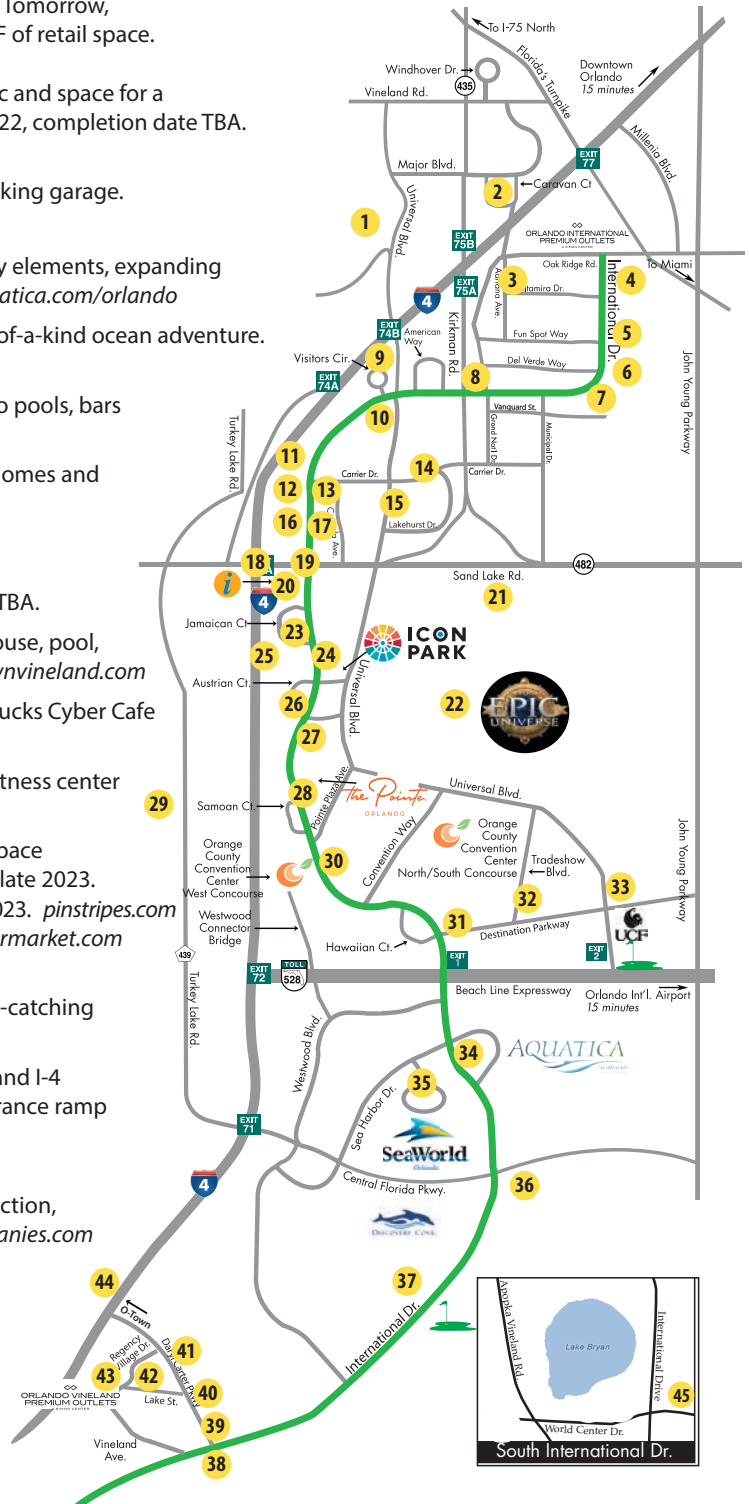 Tomorrow,
F of retail space.
c and space for a
22, completion date TBA.
king garage.
y elements, expanding
atica.com/orlando
of-a-kind ocean adventure.
o pools, bars
omes and
TBA.
ouse, pool,
wnvineland.com
ucks Cyber Cafe
tness center
pace
late 2023.
023. pinstripes.com
rmarket.com
-catching
and I-4
rance ramp
ction,
anies.com
To I-75 North
Windhover Dr.
435
Florida's Turnpike
Downtown
Orlando
15 minutes
Vineland Rd.
Millenia Blvd.
EXIT
77
Major Blvd.
2
Caravan Ct
1
Universal Blvd.
EXIT
75B
ORLANDO INTERNATIONAL
PREMIUM OUTLETS
Oak Ridge Rd.
To Miami
EXIT
75A
3
4
International Dr.
4
EXIT
74B
American
Way
Kirkman Rd.
Fun Spot Way
5
Visitors Cir.
9
Del Verde Way
6
John Young Parkway
EXIT
74A
8
7
10
Vanguard St.
Grand Nat'l Dr.
Municipal Dr.
Turkey Lake Rd.
11
Carrier Dr.
14
Carrier Dr.
12
13
15
16
17
Lakehurst Dr.
18
19
482
Sand Lake Rd.
i
20
21
4
Jamaican Ct
23
ICON
PARK
25
24
Universal Blvd.
Austrian Ct.
26
22
EPIC
UNIVERSE
27
29
Samoan Ct.
28
Pointe Plaza Ave.
the Pointe
ORLANDO
Universal Blvd.
Convention Way
Orange
County
Convention
Center
North/South Concourse
John Young Parkway
Orange
County
Convention
Center
West Concourse
30
Tradeshow
Blvd.
33
32
Westwood
Connector
Bridge
Hawaiian Ct.
31
Destination Parkway
UCF
439
EXIT
1
EXIT
2
EXIT
72
TOLL
528
Beach Line Expressway
Orlando Int'l. Airport
15 minutes
Turkey Lake Rd.
Westwood Blvd.
34
AQUATICA
SeaWorld's
35
Sea Harbor Dr.
EXIT
71
SeaWorld
Orlando
4
Central Florida Pkwy.
36
DISCOVERY COVE
37
44
International Dr.
O-Town
Regency
Village Dr.
41
Daryl Carter Pkwy
43
42
40
ORLANDO VINELAND
PREMIUM OUTLETS
Lake St.
39
Vineland
Ave.
38
Apopka Vineland Rd.
Lake Bryan
International Drive
45
World Center Dr.
South International Dr.